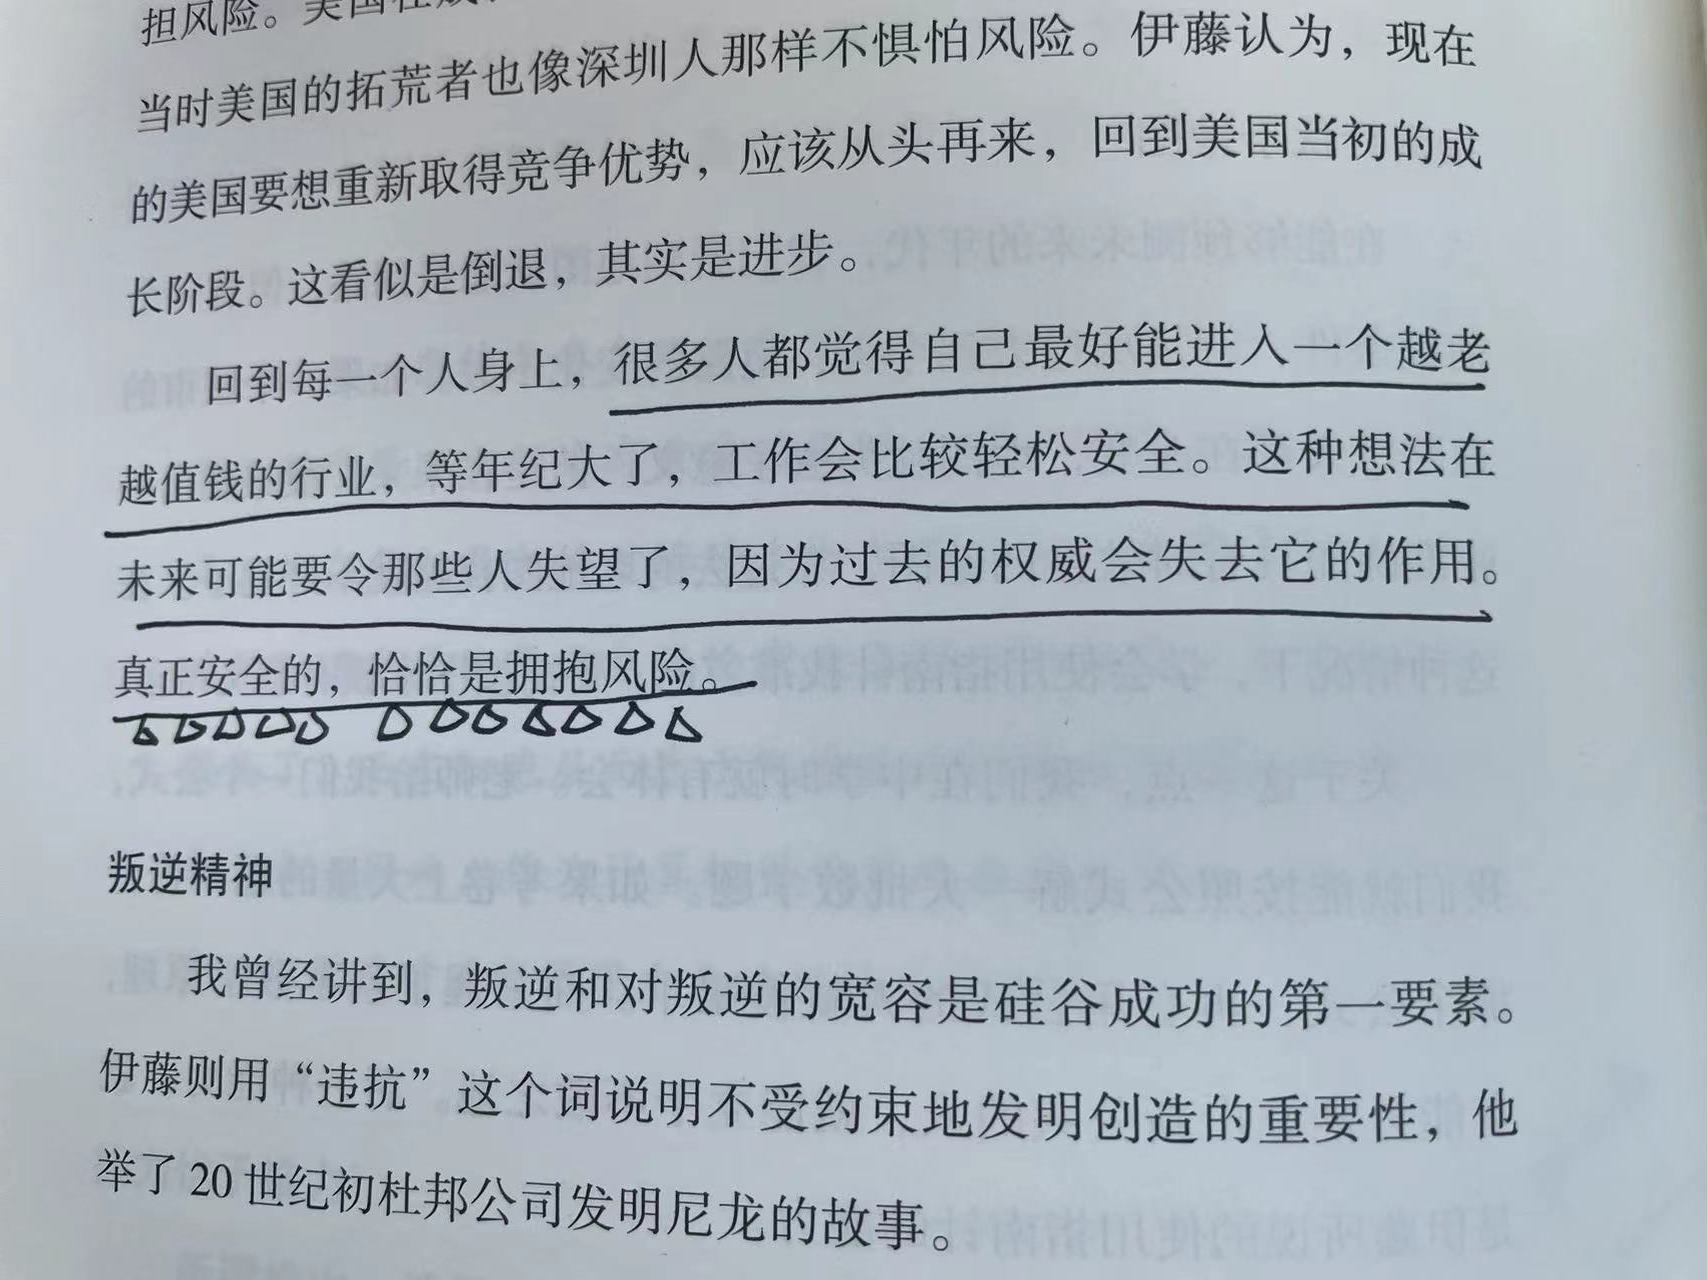 担风险。美国在
当时美国的拓荒者也像深圳人那样不惧怕风险。伊藤认为，现在
的美国要想重新取得竞争优势，应该从头再来，回到美国当初的成
长阶段。这看似是倒退，其实是进步。
回到每一个人身上，很多人都觉得自己最好能进入一个越老
越值钱的行业，等年纪大了，工作会比较轻松安全。这种想法在
未来可能要令那些人失望了，因为过去的权威会失去它的作用。
真正安全的，恰恰是拥抱风险。
叛逆精神
我曾经讲到，叛逆和对叛逆的宽容是硅谷成功的第一要素。
伊藤则用“违抗”这个词说明不受约束地发明创造的重要性，他
举了20世纪初杜邦公司发明尼龙的故事。